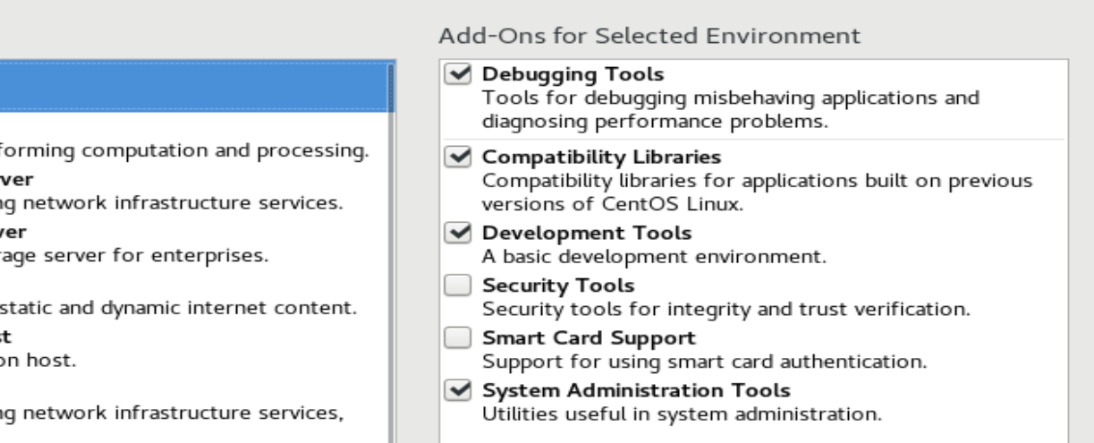 Add-Ons for Selected Environment
forming computation and processing.
ver
ng network infrastructure services.
ver
rage server for enterprises.
static and dynamic internet content.
st
on host.
ng network infrastructure services,
Debugging Tools
Tools for debugging misbehaving applications and
diagnosing performance problems.
Compatibility Libraries
Compatibility libraries for applications built on previous
versions of CentOS Linux.
Development Tools
A basic development environment.
Security Tools
Security tools for integrity and trust verification.
Smart Card Support
Support for using smart card authentication.
System Administration Tools
Utilities useful in system administration.